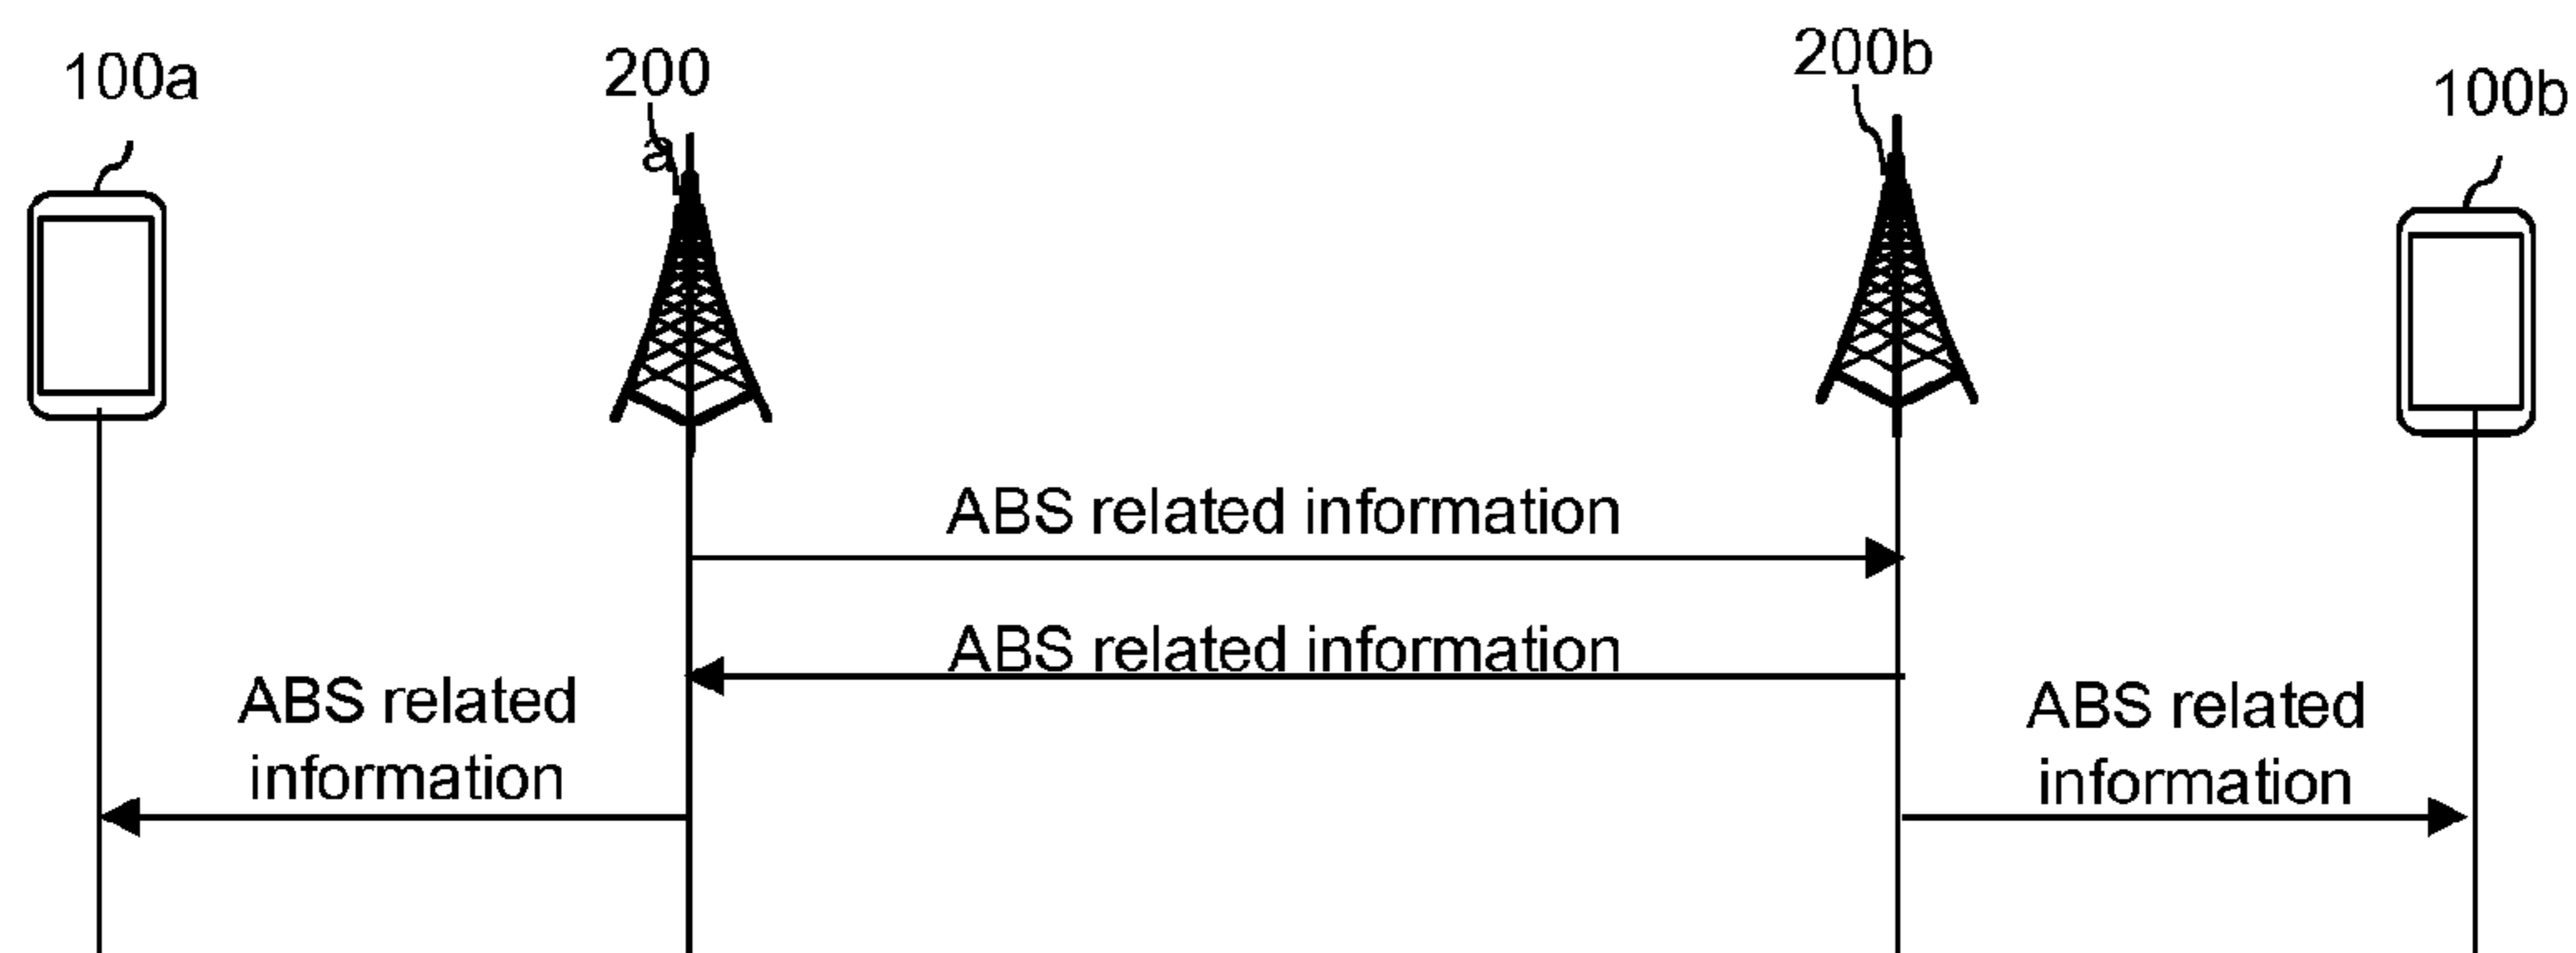 100a
200
a
200b
100b
ABS related information
ABS related information
ABS related
information
ABS related
information